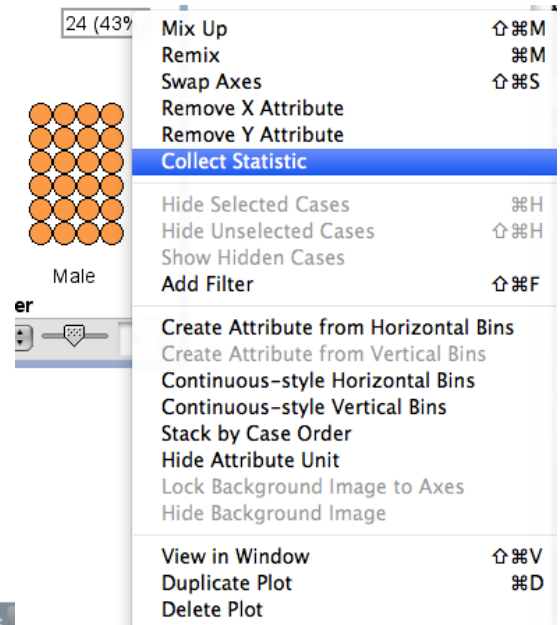 24 (43%
Male
er
Mix Up ⇧⌘M
Remix ⌘M
Swap Axes ⇧⌘S
Remove X Attribute
Remove Y Attribute
Collect Statistic
Hide Selected Cases ⌘H
Hide Unselected Cases ⇧⌘H
Show Hidden Cases
Add Filter ⇧⌘F
Create Attribute from Horizontal Bins
Create Attribute from Vertical Bins
Continuous-style Horizontal Bins
Continuous-style Vertical Bins
Stack by Case Order
Hide Attribute Unit
Lock Background Image to Axes
Hide Background Image
View in Window ⇧⌘V
Duplicate Plot ⌘D
Delete Plot